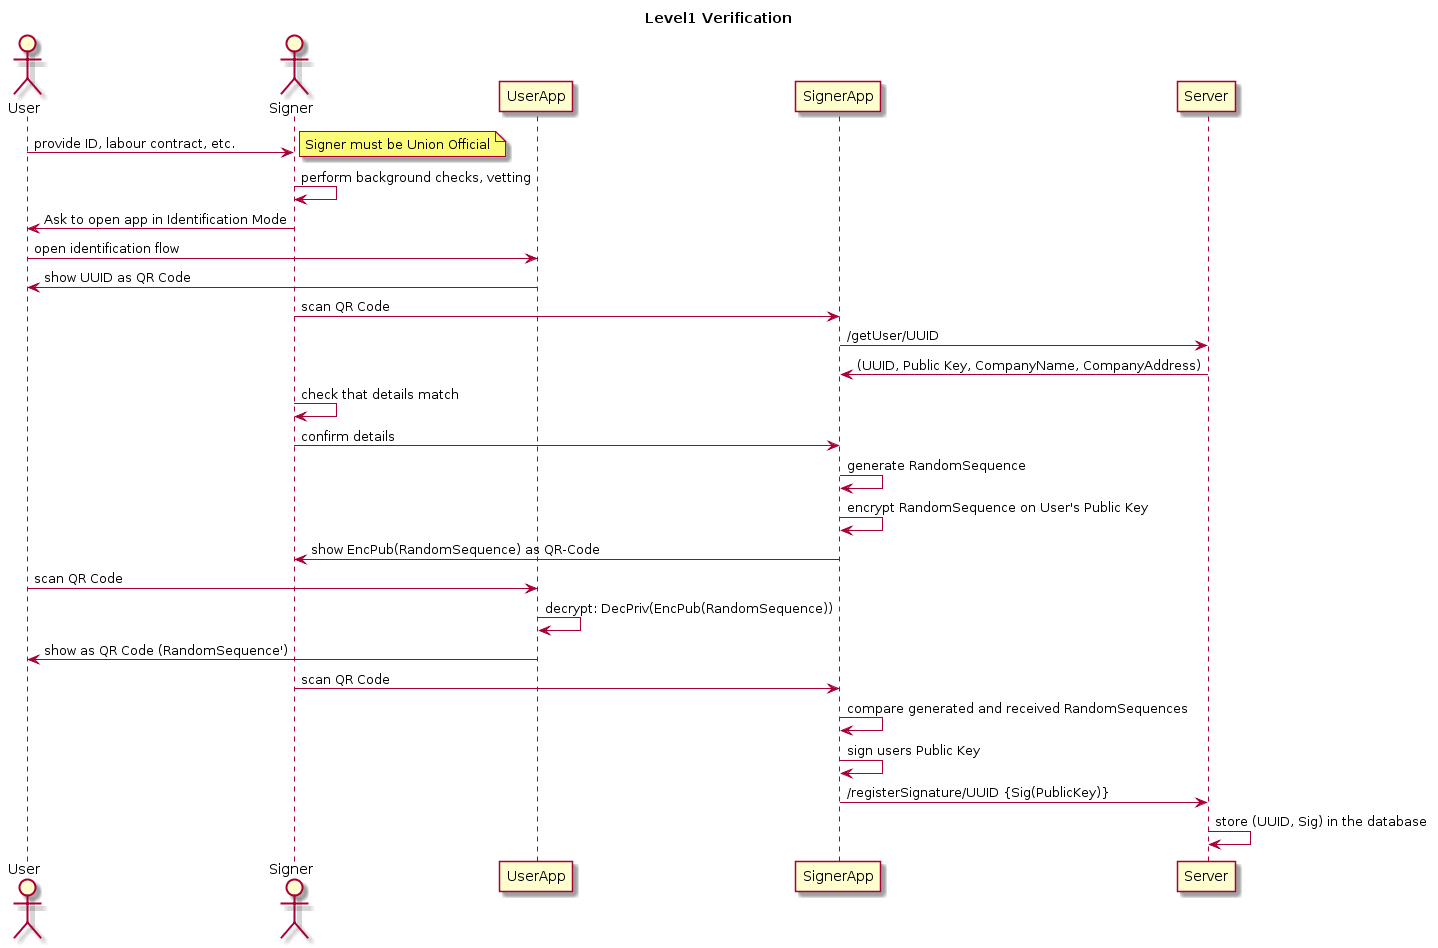 Level1 Verification
User
Signer
UserApp
SignerApp
Server
provide ID, labour contract, etc.
Signer must be Union Official
perform background checks, vetting
Ask to open app in Identification Mode
open identification flow
show UUID as QR Code
scan QR Code
/getUser/UUID
(UUID, Public Key, CompanyName, CompanyAddress)
check that details match
confirm details
generate RandomSequence
encrypt RandomSequence on User's Public Key
show EncPub(RandomSequence) as QR-Code
scan QR Code
decrypt: DecPriv(EncPub(RandomSequence))
show as QR Code (RandomSequence')
scan QR Code
compare generated and received RandomSequences
sign users Public Key
/registerSignature/UUID {Sig(PublicKey)}
store (UUID, Sig) in the database
User
Signer
UserApp
SignerApp
Server